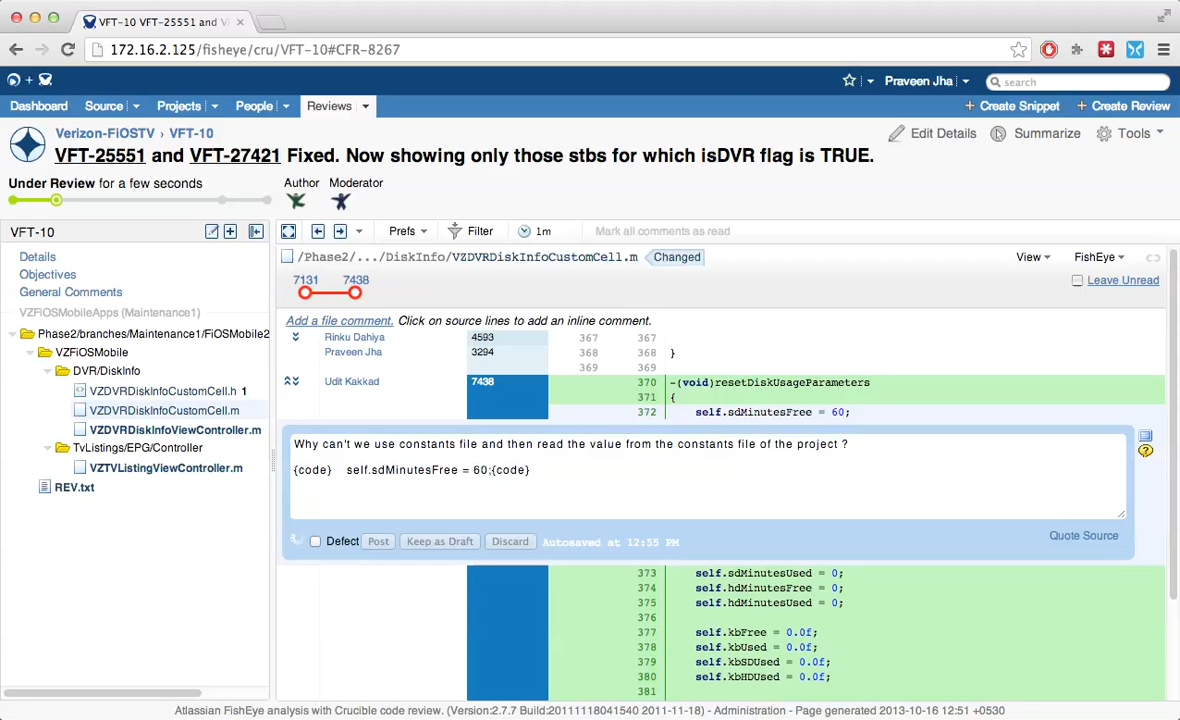 VFT-10 VFT-25551 and V
172.16.2.125/fisheye/cru/VFT-10#CFR-8267
Praveen Jha
search
Dashboard Source Projects People Reviews + Create Snippet + Create Review
Verizon-FiOSTV › VFT-10
Edit Details Summarize Tools
VFT-25551 and VFT-27421 Fixed. Now showing only those stbs for which isDVR flag is TRUE.
Under Review for a few seconds
Author Moderator
VFT-10
Prefs Filter 1m Mark all comments as read
Details
Objectives
General Comments
VZFiOSMobileApps (Maintenance1)
Phase2/branches/Maintenance1/FiOSMobile2
VZFiOSMobile
DVR/DiskInfo
VZDVRDiskInfoCustomCell.h 1
VZDVRDiskInfoCustomCell.m
VZDVRDiskInfoViewController.m
TvListings/EPG/Controller
VZTVListingViewController.m
REV.txt
/Phase2/.../DiskInfo/VZDVRDiskInfoCustomCell.m Changed
View FishEye
7131 7438
Leave Unread
Add a file comment. Click on source lines to add an inline comment.
Rinku Dahiya 4593 367 367
Praveen Jha 3294 368 368 }
369 369
Udit Kakkad 7438 370 -(void)resetDiskUsageParameters
371 {
372 self.sdMinutesFree = 60;
Why can't we use constants file and then read the value from the constants file of the project ?
{code} self.sdMinutesFree = 60;{code}
Defect Post Keep as Draft Discard Autosaved at 12:55 PM
Quote Source
373 self.sdMinutesUsed = 0;
374 self.hdMinutesFree = 0;
375 self.hdMinutesUsed = 0;
376
377 self.kbFree = 0.0f;
378 self.kbUsed = 0.0f;
379 self.kbSDUsed = 0.0f;
380 self.kbHDUsed = 0.0f;
381
Atlassian FishEye analysis with Crucible code review. (Version:2.7.7 Build:20111118041540 2011-11-18) - Administration - Page generated 2013-10-16 12:51 +0530